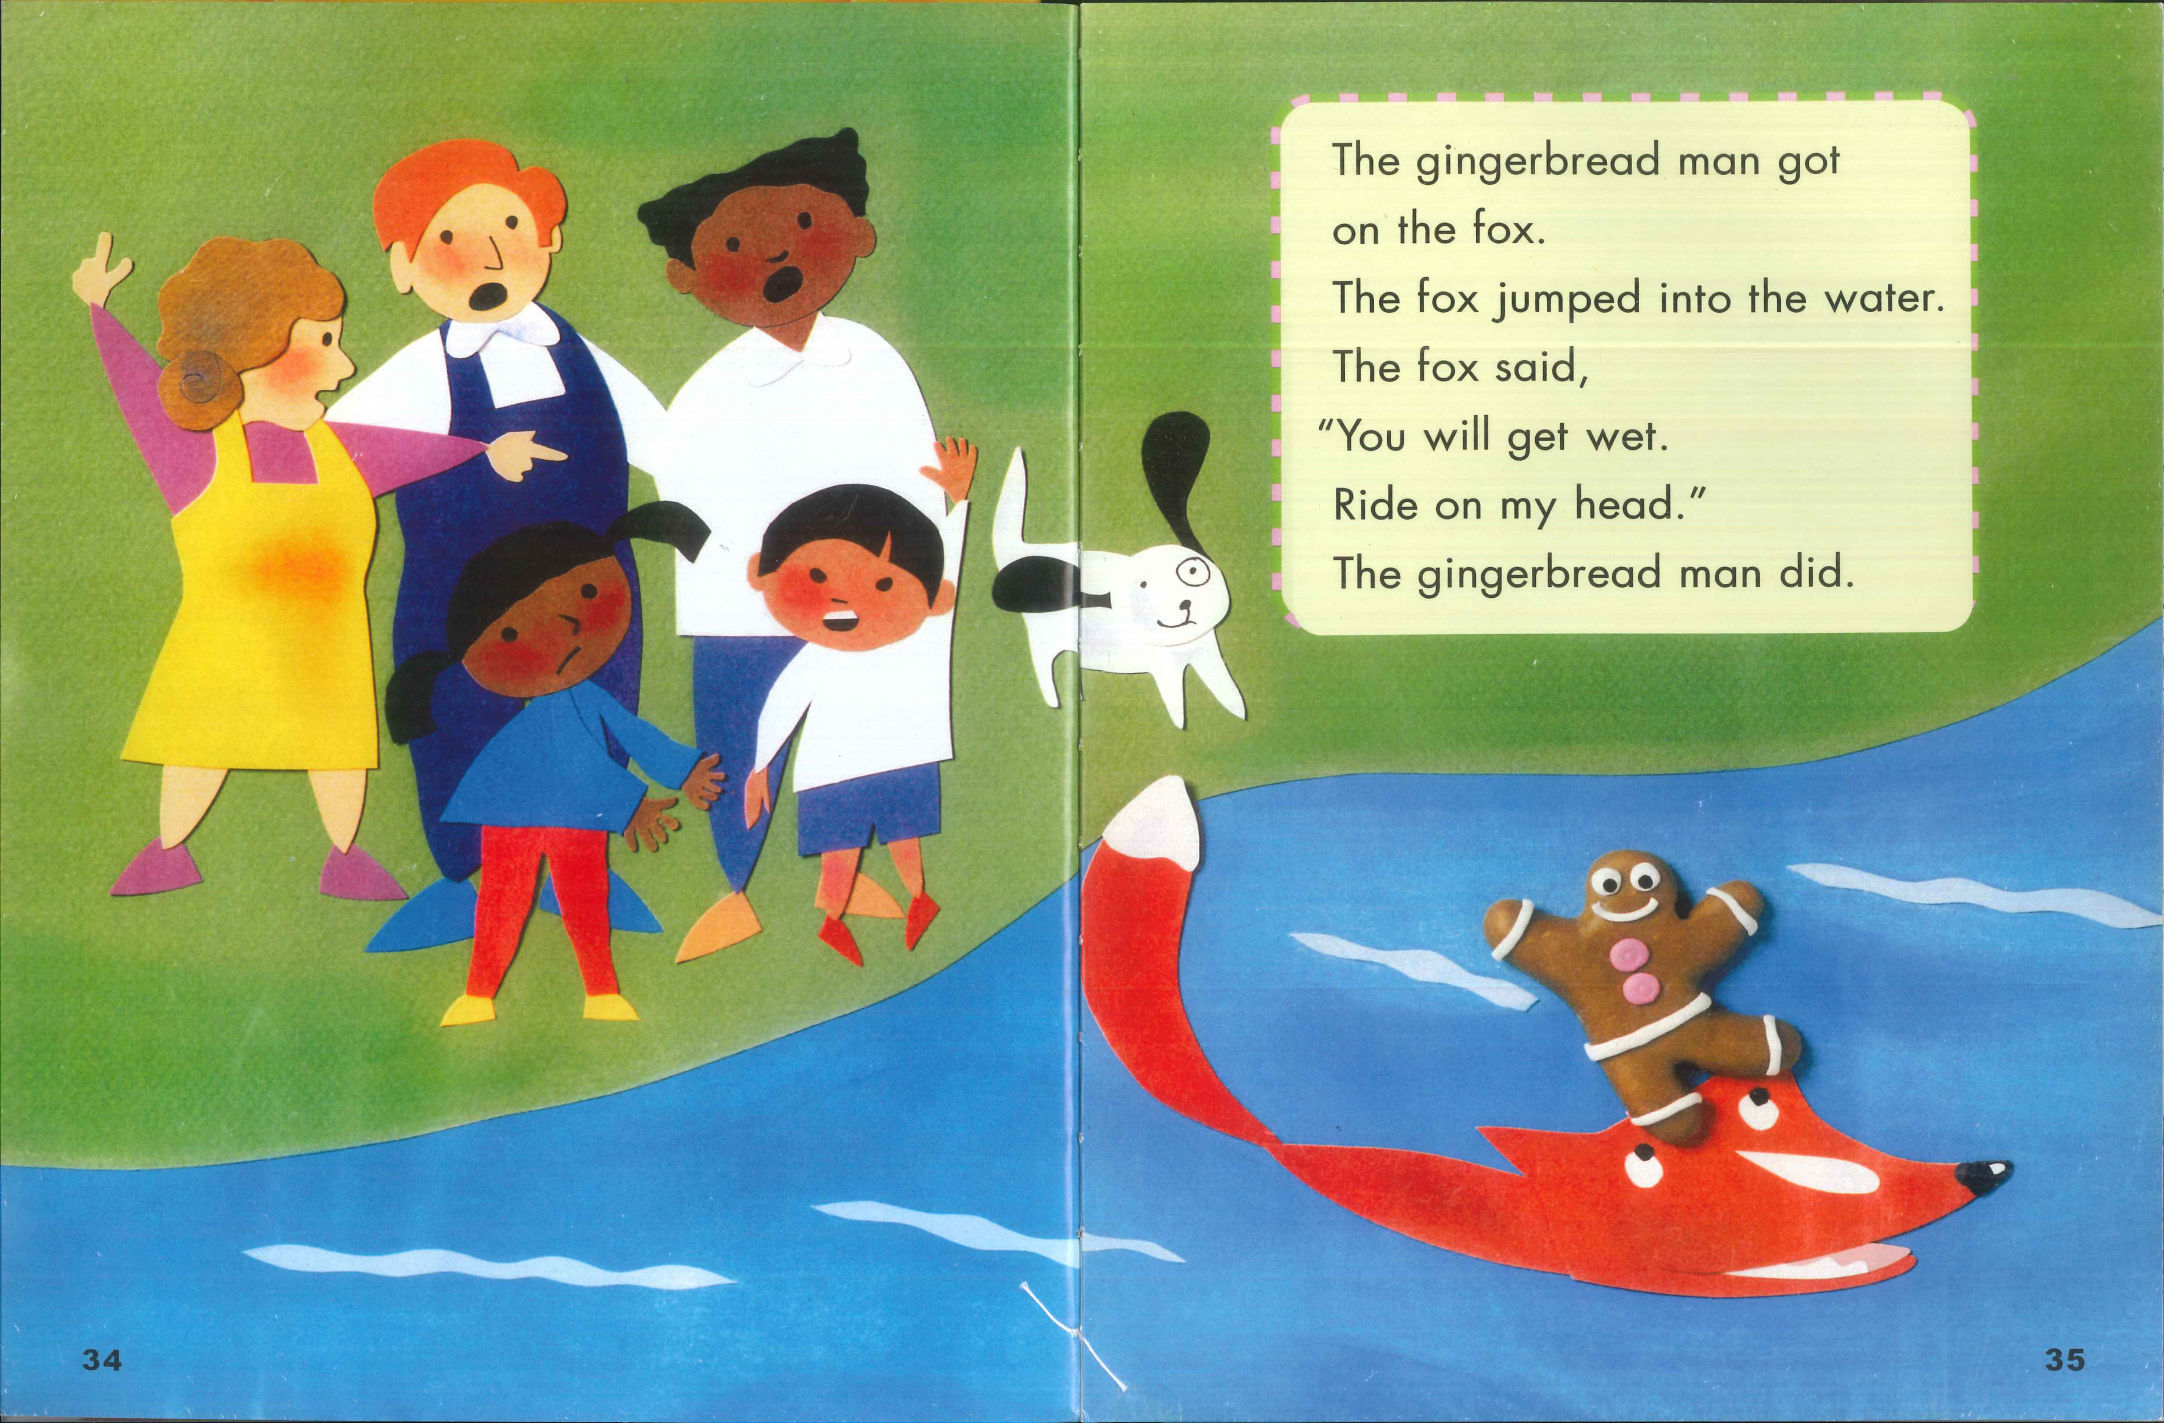 The gingerbread man got
on the fox.
The fox jumped into the water.
The fox said,
"You will get wet.
Ride on my head."
The gingerbread man did.
34
35